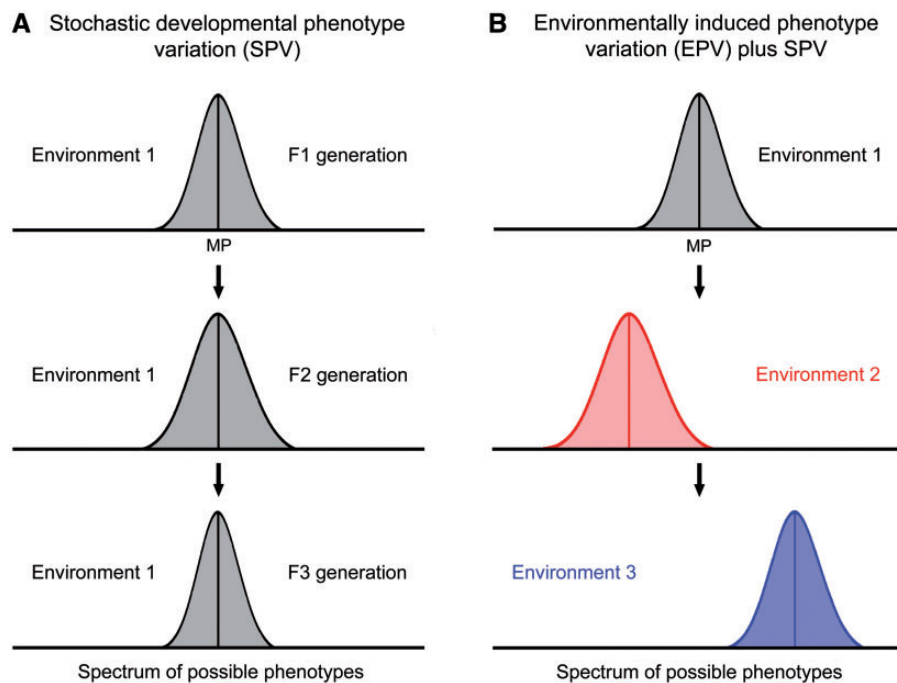 A Stochastic developmental phenotype
variation (SPV)
Environment 1
F1 generation
MP
Environment 1
F2 generation
Environment 1
F3 generation
Spectrum of possible phenotypes
B Environmentally induced phenotype
variation (EPV) plus SPV
Environment 1
MP
Environment 2
Environment 3
Spectrum of possible phenotypes